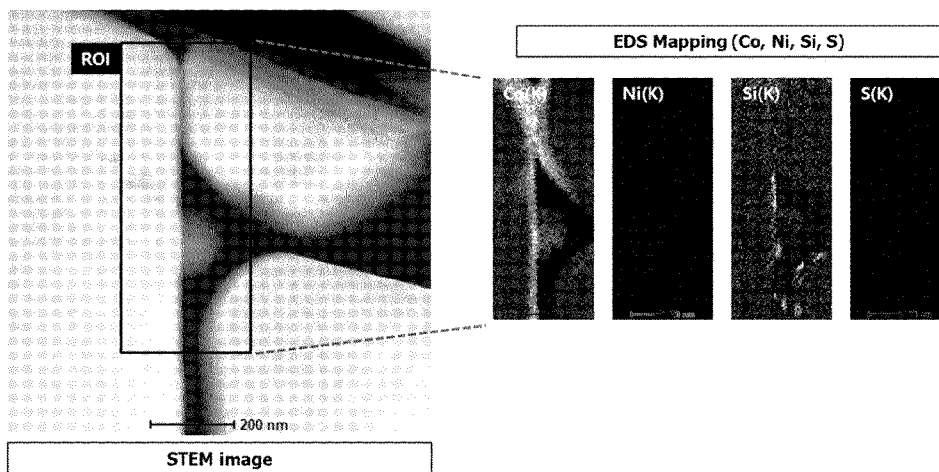 ROI
EDS Mapping (Co, Ni, Si, S)
Co(K)
Ni(K)
Si(K)
S(K)
200 nm
STEM image